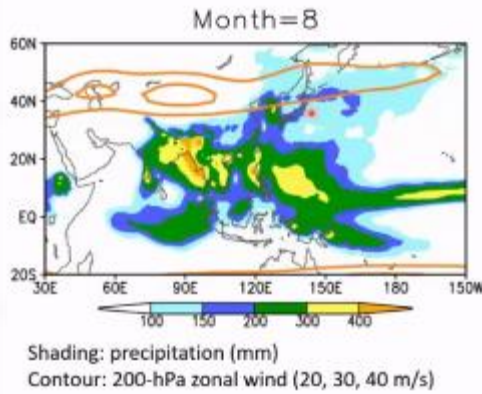 Month=8
60N
40N
20N
EQ
20S
30E 60E 90E 120E 150E 180E 150W
100 150 200 300 400
Shading: precipitation (mm)
Contour: 200-hPa zonal wind (20, 30, 40 m/s)